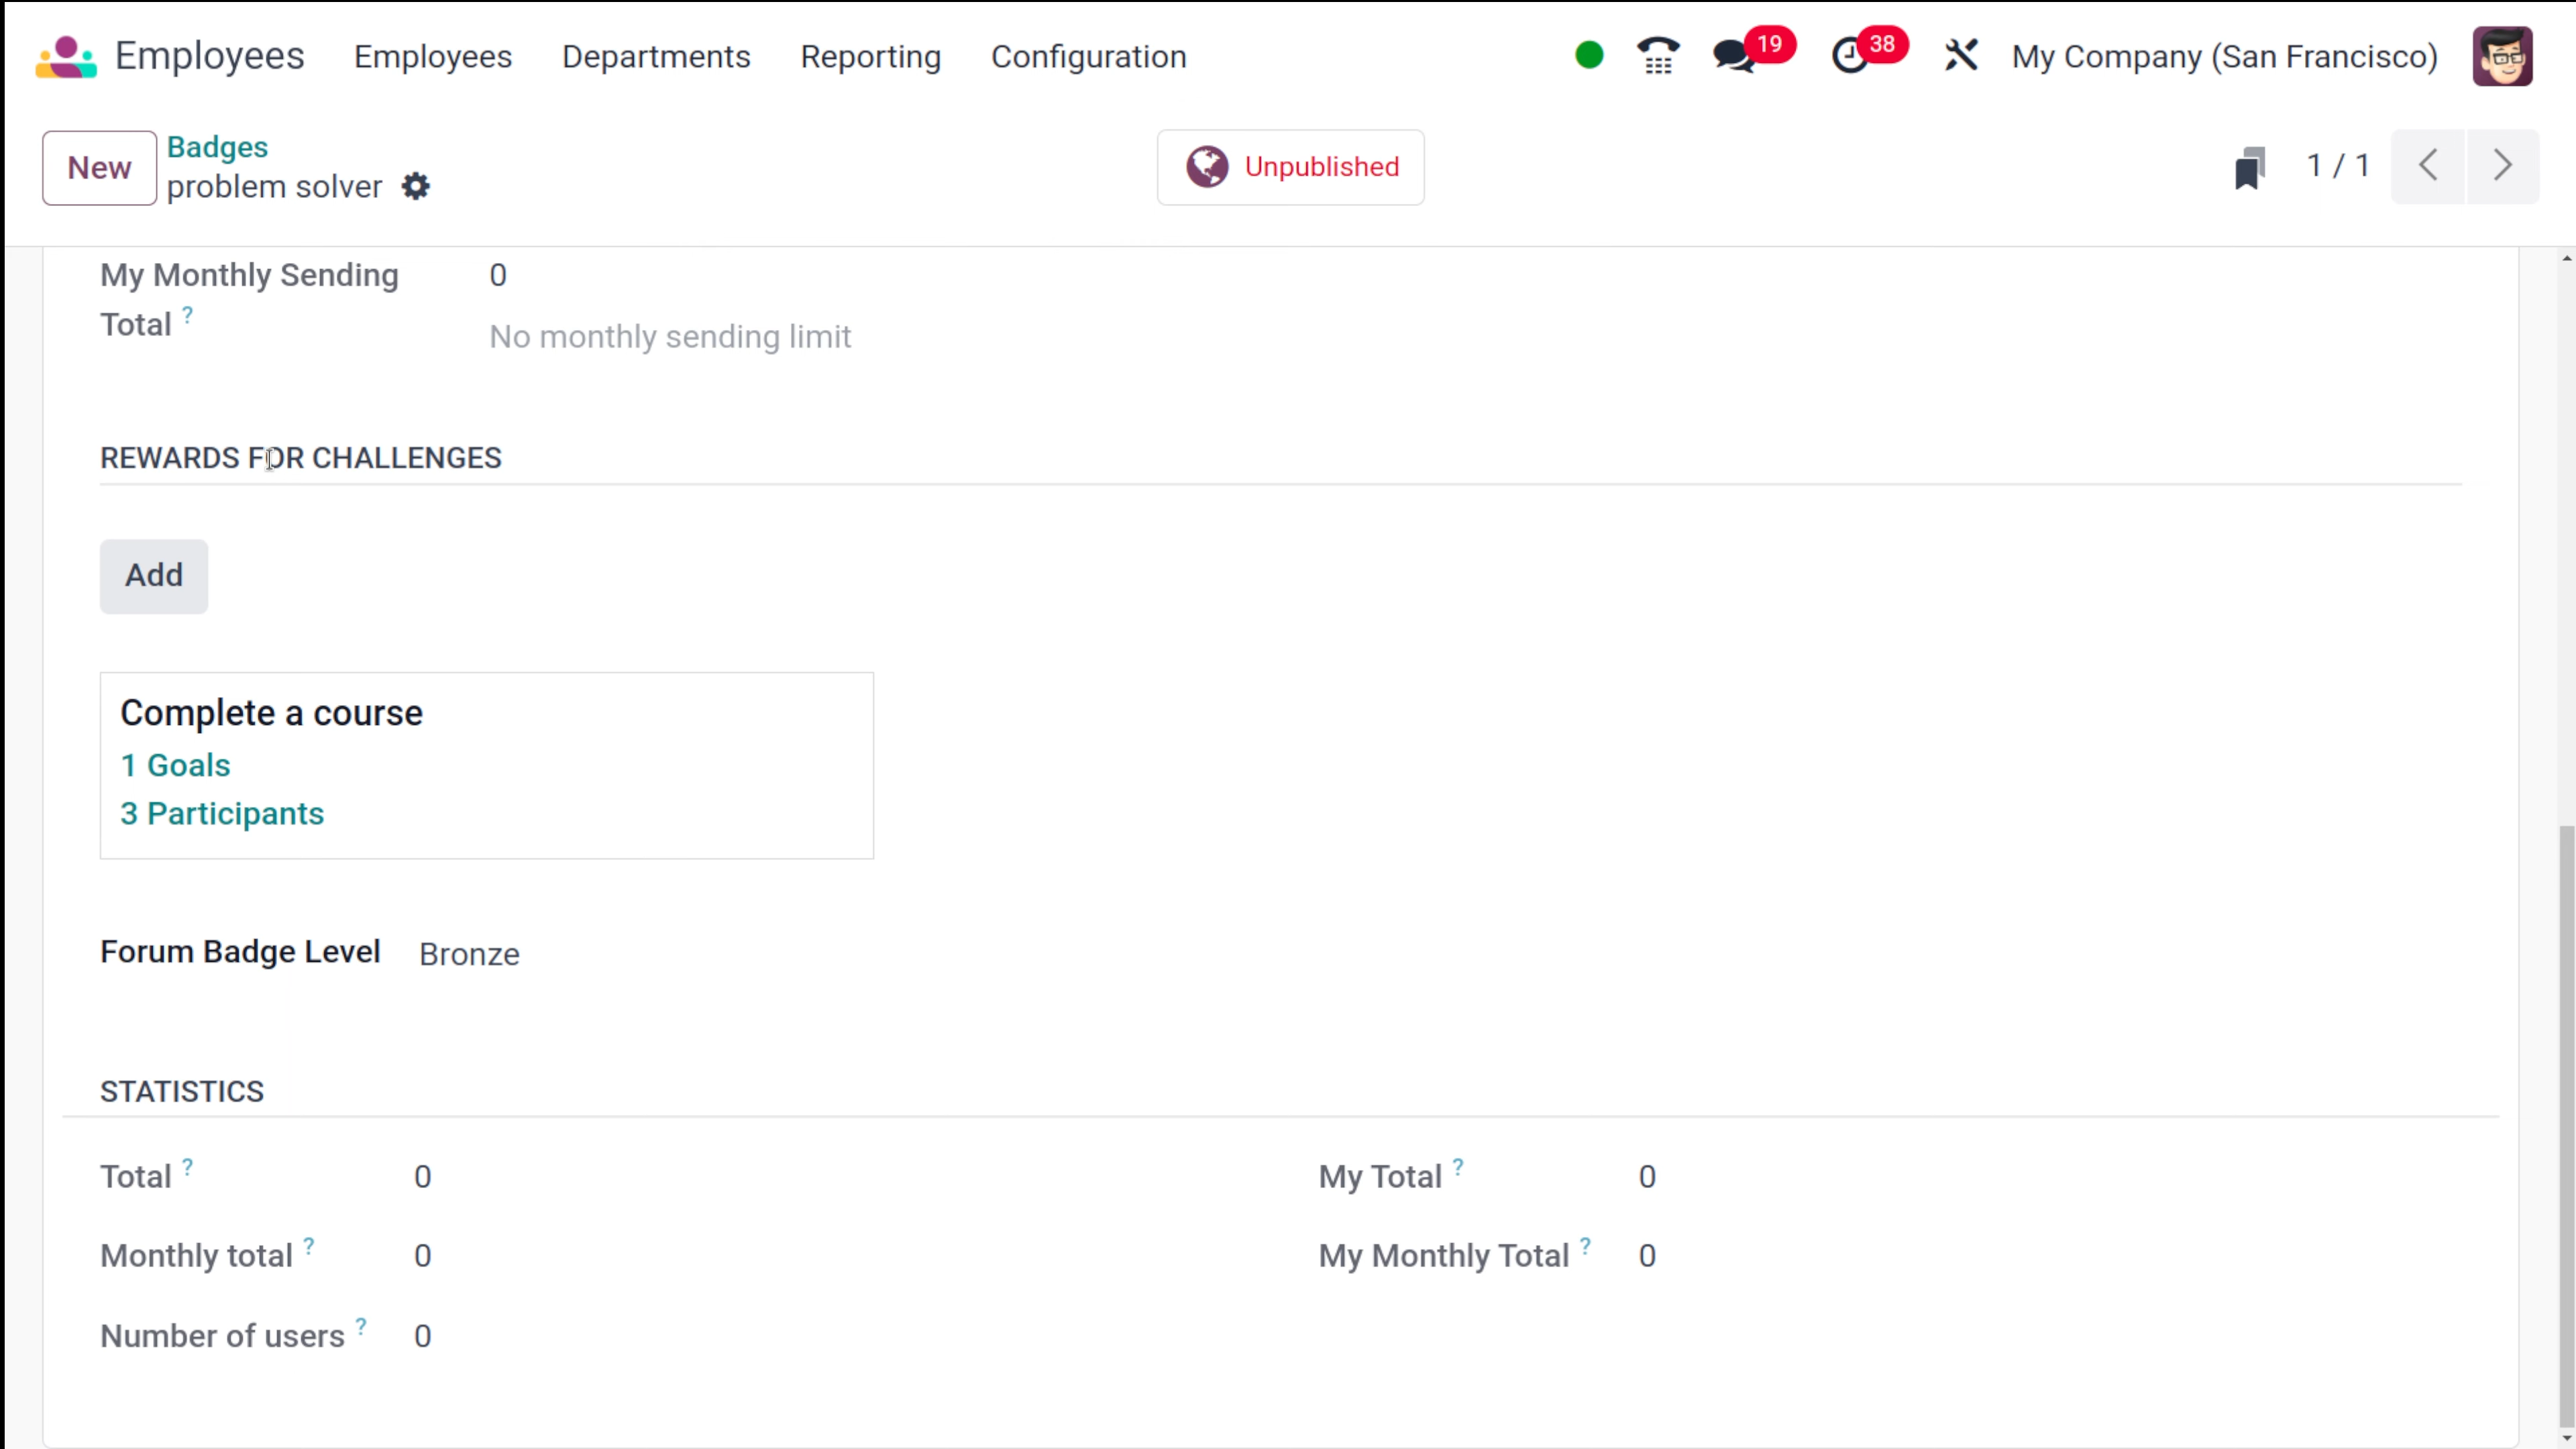 Employees Employees Departments Reporting Configuration 19 38 My Company (San Francisco)
New Badges Unpublished 1 / 1
problem solver
My Monthly Sending 0
Total ? No monthly sending limit
REWARDS FOR CHALLENGES
Add
Complete a course
1 Goals
3 Participants
Forum Badge Level Bronze
STATISTICS
Total ? 0 My Total ? 0
Monthly total ? 0 My Monthly Total ? 0
Number of users ? 0